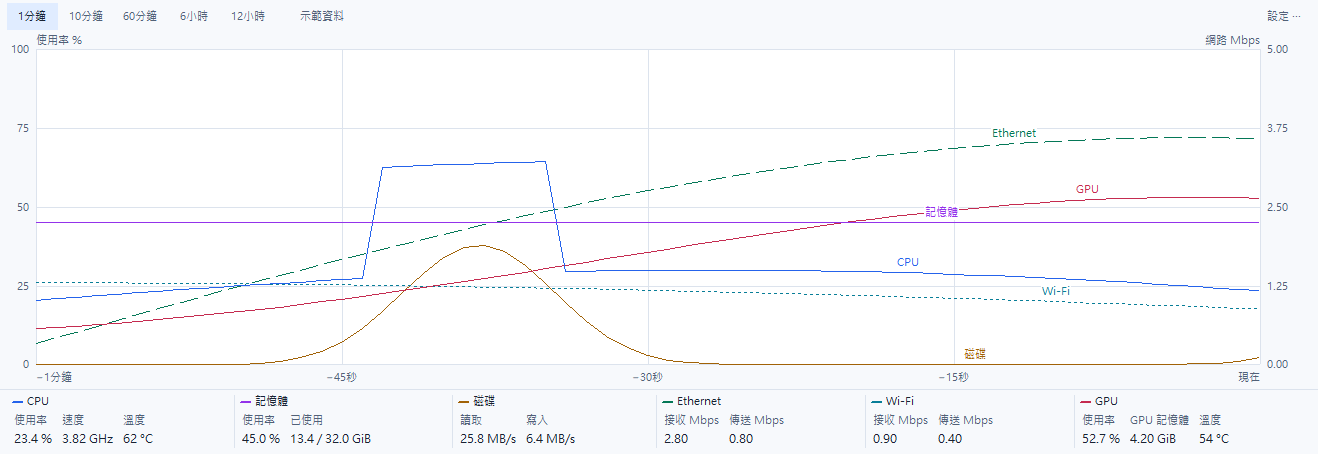 1分鐘 10分鐘 60分鐘 6小時 12小時 示範資料 設定 ···
使用率 % 網路 Mbps
100 5.00
Ethernet
75 3.75
GPU
50 記憶體 2.50
CPU
25 Wi-Fi 1.25
磁碟
0 0.00
−1分鐘 −45秒 −30秒 −15秒 現在
CPU 記憶體 磁碟 Ethernet Wi-Fi GPU
使用率 速度 溫度 使用率 已使用 讀取 寫入 接收 Mbps 傳送 Mbps 接收 Mbps 傳送 Mbps 使用率 GPU 記憶體 溫度
23.4 % 3.82 GHz 62 °C 45.0 % 13.4 / 32.0 GiB 25.8 MB/s 6.4 MB/s 2.80 0.80 0.90 0.40 52.7 % 4.20 GiB 54 °C